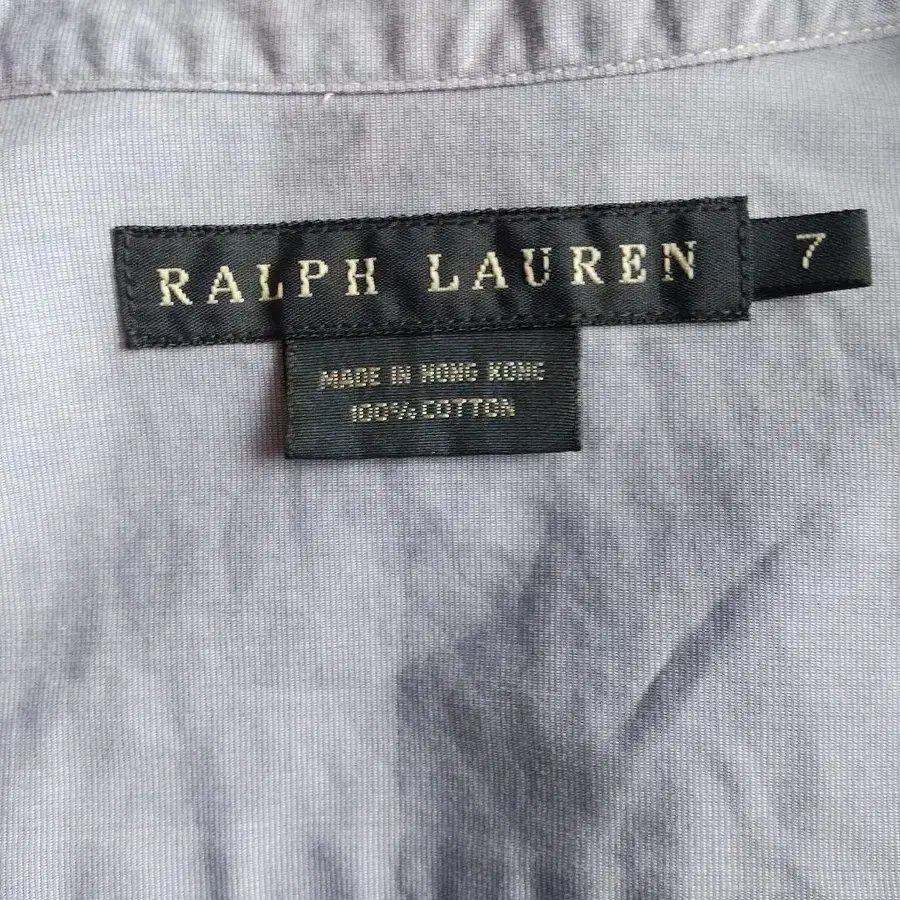 RALPH LAUREN
7
MADE IN HONG KONG
100% COTTON